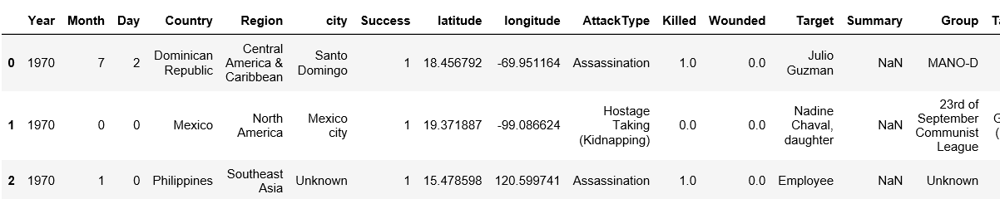 Year Month Day Country Region city Success latitude longitude AttackType Killed Wounded Target Summary Group
0 1970 7 2 Dominican Republic Central America & Caribbean Santo Domingo 1 18.456792 -69.951164 Assassination 1.0 0.0 Julio Guzman NaN MANO-D
1 1970 0 0 Mexico North America Mexico city 1 19.371887 -99.086624 Hostage Taking (Kidnapping) 0.0 0.0 Nadine Chaval, daughter NaN 23rd of September Communist League
2 1970 1 0 Philippines Southeast Asia Unknown 1 15.478598 120.599741 Assassination 1.0 0.0 Employee NaN Unknown